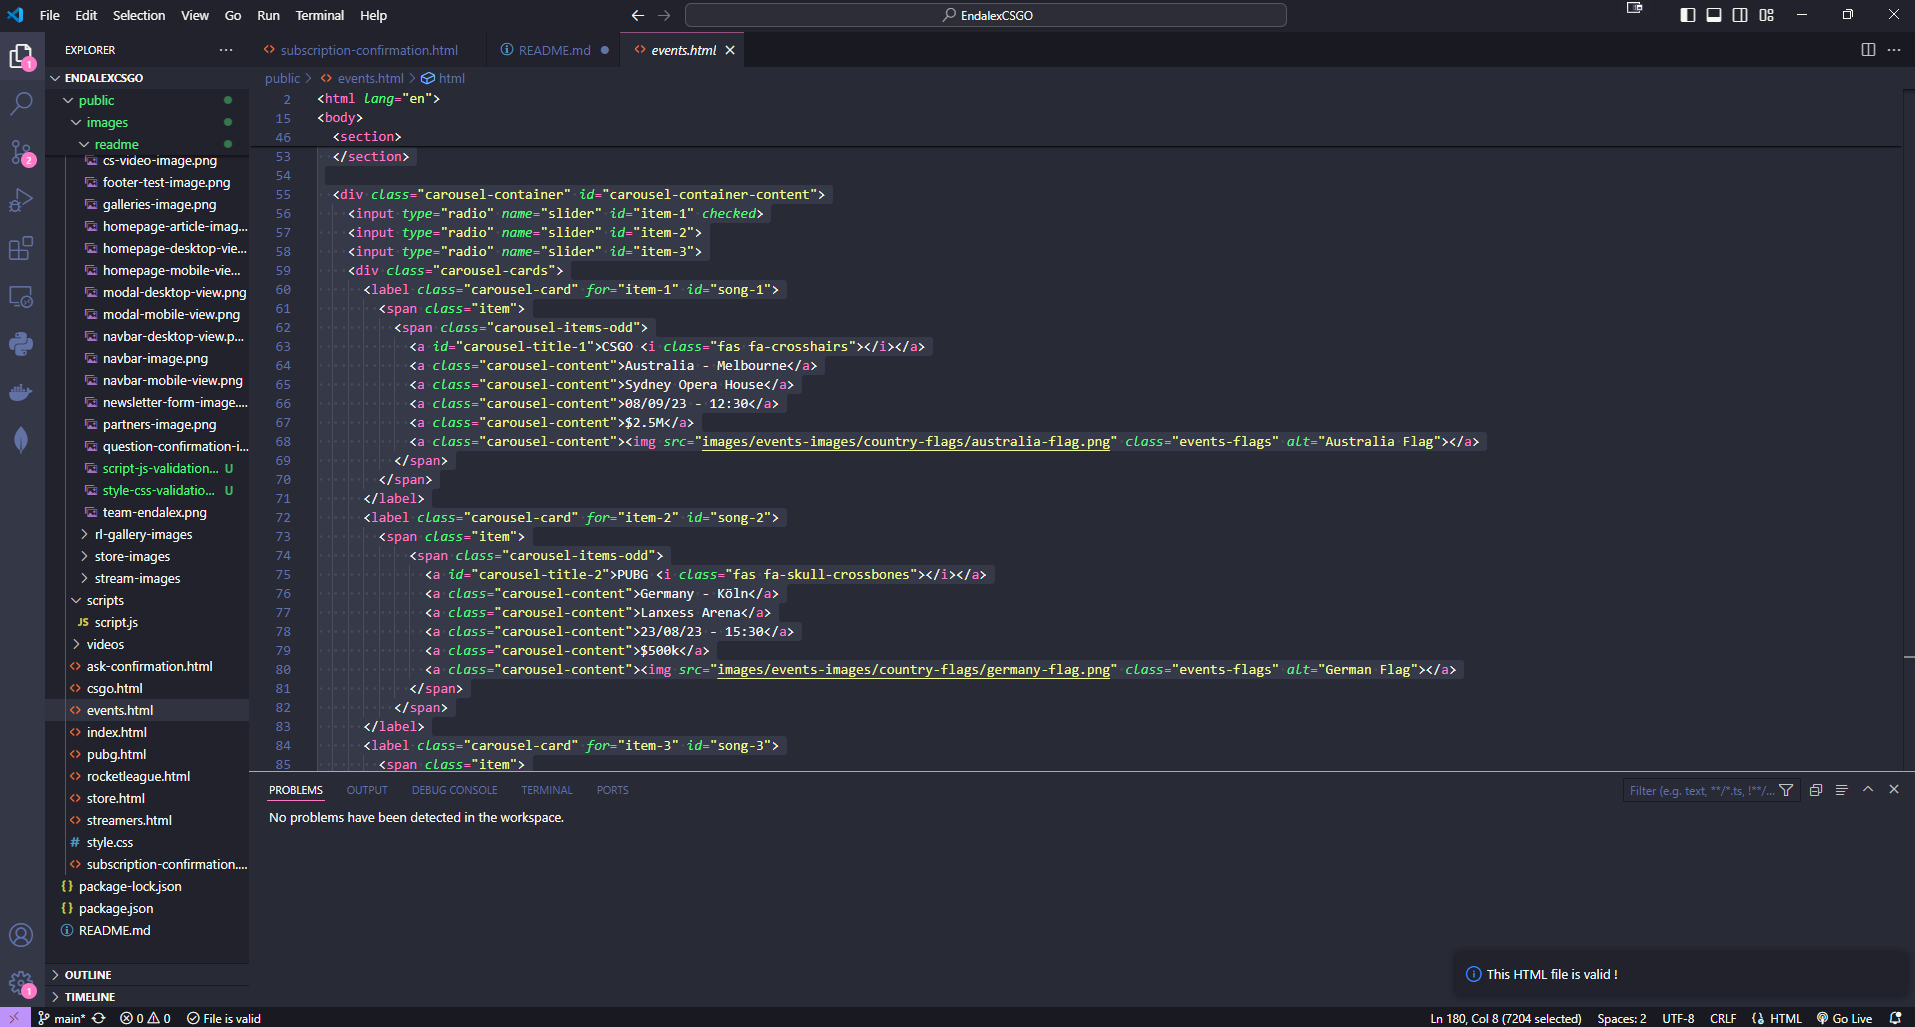 File Edit Selection View Go Run Terminal Help
EndalexCSGO
EXPLORER
ENDALEXCSGO
public
images
readme
cs-video-image.png
footer-test-image.png
galleries-image.png
homepage-article-imag...
homepage-desktop-vie...
homepage-mobile-vie...
modal-desktop-view.png
modal-mobile-view.png
navbar-desktop-view.p...
navbar-image.png
navbar-mobile-view.png
newsletter-form-image....
partners-image.png
question-confirmation-i...
script-js-validation... U
style-css-validatio... U
team-endalex.png
rl-gallery-images
store-images
stream-images
scripts
JS script.js
videos
ask-confirmation.html
csgo.html
events.html
index.html
pubg.html
rocketleague.html
store.html
streamers.html
# style.css
subscription-confirmation....
{} package-lock.json
{} package.json
README.md
OUTLINE
TIMELINE
1
2
1
subscription-confirmation.html
README.md
events.html
public > events.html > html
2 <html lang="en">
15 <body>
46 <section>
53 </section>
54
55 <div class="carousel-container" id="carousel-container-content">
56 <input type="radio" name="slider" id="item-1" checked>
57 <input type="radio" name="slider" id="item-2">
58 <input type="radio" name="slider" id="item-3">
59 <div class="carousel-cards">
60 <label class="carousel-card" for="item-1" id="song-1">
61 <span class="item">
62 <span class="carousel-items-odd">
63 <a id="carousel-title-1">CSGO <i class="fas fa-crosshairs"></i></a>
64 <a class="carousel-content">Australia - Melbourne</a>
65 <a class="carousel-content">Sydney Opera House</a>
66 <a class="carousel-content">08/09/23 - 12:30</a>
67 <a class="carousel-content">$2.5M</a>
68 <a class="carousel-content"><img src="images/events-images/country-flags/australia-flag.png" class="events-flags" alt="Australia Flag"></a>
69 </span>
70 </span>
71 </label>
72 <label class="carousel-card" for="item-2" id="song-2">
73 <span class="item">
74 <span class="carousel-items-odd">
75 <a id="carousel-title-2">PUBG <i class="fas fa-skull-crossbones"></i></a>
76 <a class="carousel-content">Germany - Köln</a>
77 <a class="carousel-content">Lanxess Arena</a>
78 <a class="carousel-content">23/08/23 - 15:30</a>
79 <a class="carousel-content">$500k</a>
80 <a class="carousel-content"><img src="images/events-images/country-flags/germany-flag.png" class="events-flags" alt="German Flag"></a>
81 </span>
82 </span>
83 </label>
84 <label class="carousel-card" for="item-3" id="song-3">
85 <span class="item">
PROBLEMS OUTPUT DEBUG CONSOLE TERMINAL PORTS
Filter (e.g. text, **/*.ts, !**/...
No problems have been detected in the workspace.
This HTML file is valid !
main* 0 0 File is valid
Ln 180, Col 8 (7204 selected) Spaces: 2 UTF-8 CRLF {} HTML Go Live